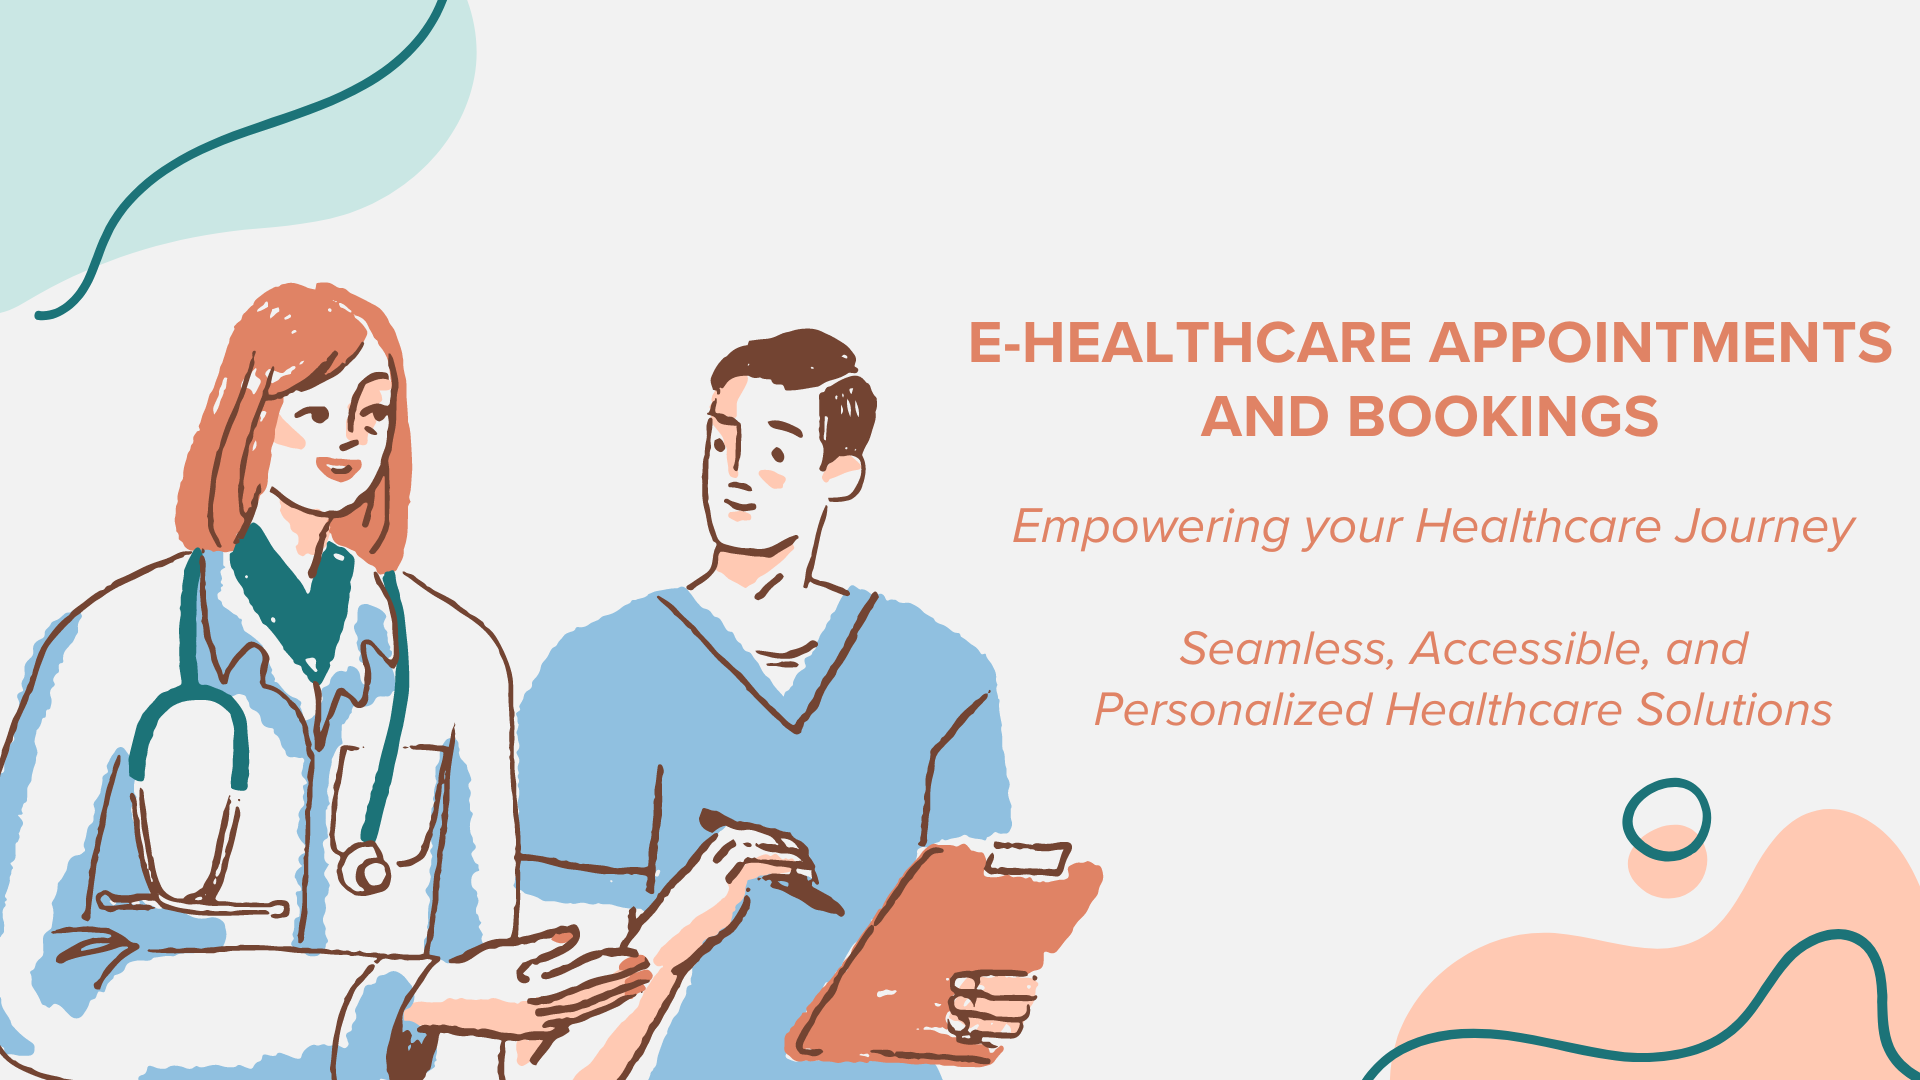 E-HEALTHCARE APPOINTMENTS
AND BOOKINGS
Empowering your Healthcare Journey
Seamless, Accessible, and
Personalized Healthcare Solutions